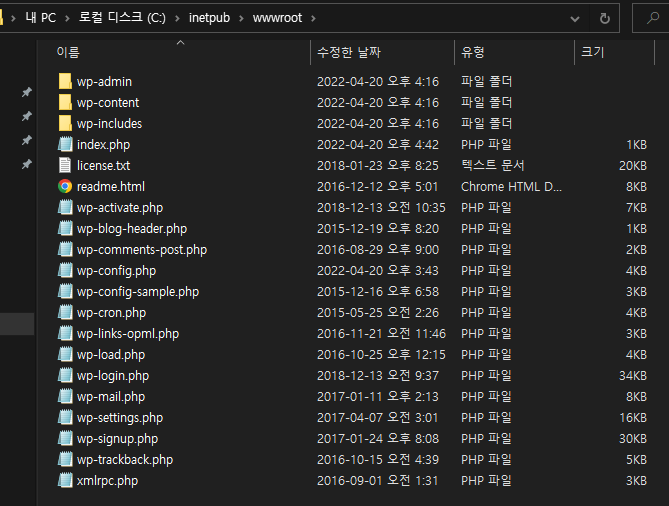 내 PC > 로컬 디스크 (C:) > inetpub > wwwroot >
이름 수정한 날짜 유형 크기
wp-admin 2022-04-20 오후 4:16 파일 폴더
wp-content 2022-04-20 오후 4:16 파일 폴더
wp-includes 2022-04-20 오후 4:16 파일 폴더
index.php 2022-04-20 오후 4:42 PHP 파일 1KB
license.txt 2018-01-23 오후 8:25 텍스트 문서 20KB
readme.html 2016-12-12 오후 5:01 Chrome HTML D... 8KB
wp-activate.php 2018-12-13 오전 10:35 PHP 파일 7KB
wp-blog-header.php 2015-12-19 오후 8:20 PHP 파일 1KB
wp-comments-post.php 2016-08-29 오후 9:00 PHP 파일 2KB
wp-config.php 2022-04-20 오후 3:43 PHP 파일 4KB
wp-config-sample.php 2015-12-16 오후 6:58 PHP 파일 3KB
wp-cron.php 2015-05-25 오전 2:26 PHP 파일 4KB
wp-links-opml.php 2016-11-21 오전 11:46 PHP 파일 3KB
wp-load.php 2016-10-25 오후 12:15 PHP 파일 4KB
wp-login.php 2018-12-13 오전 9:37 PHP 파일 34KB
wp-mail.php 2017-01-11 오후 2:13 PHP 파일 8KB
wp-settings.php 2017-04-07 오전 3:01 PHP 파일 16KB
wp-signup.php 2017-01-24 오후 8:08 PHP 파일 30KB
wp-trackback.php 2016-10-15 오전 4:39 PHP 파일 5KB
xmlrpc.php 2016-09-01 오전 1:31 PHP 파일 3KB